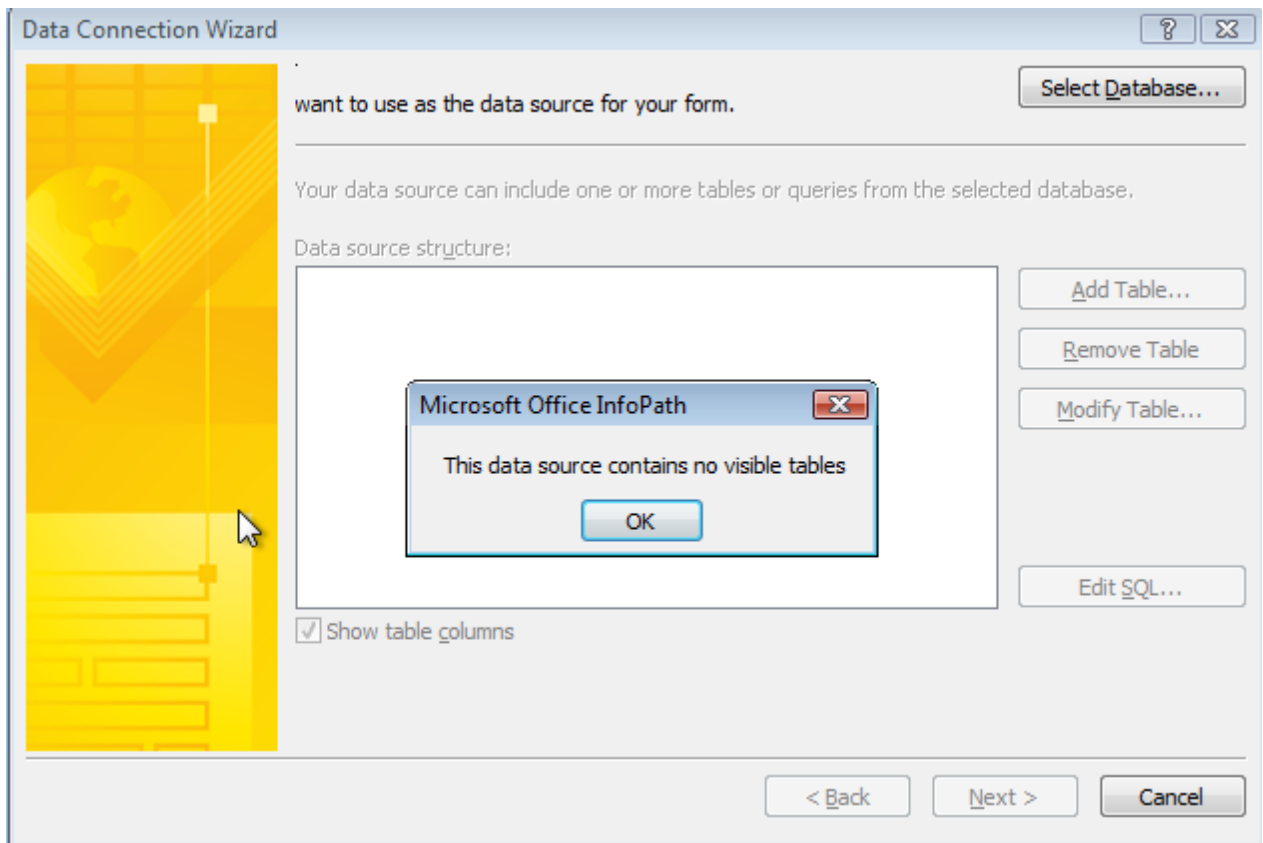 Data Connection Wizard
.
want to use as the data source for your form.
Select Database...
Your data source can include one or more tables or queries from the selected database.
Data source structure:
Add Table...
Remove Table
Modify Table...
Microsoft Office InfoPath
This data source contains no visible tables
OK
Edit SQL...
Show table columns
< Back
Next >
Cancel